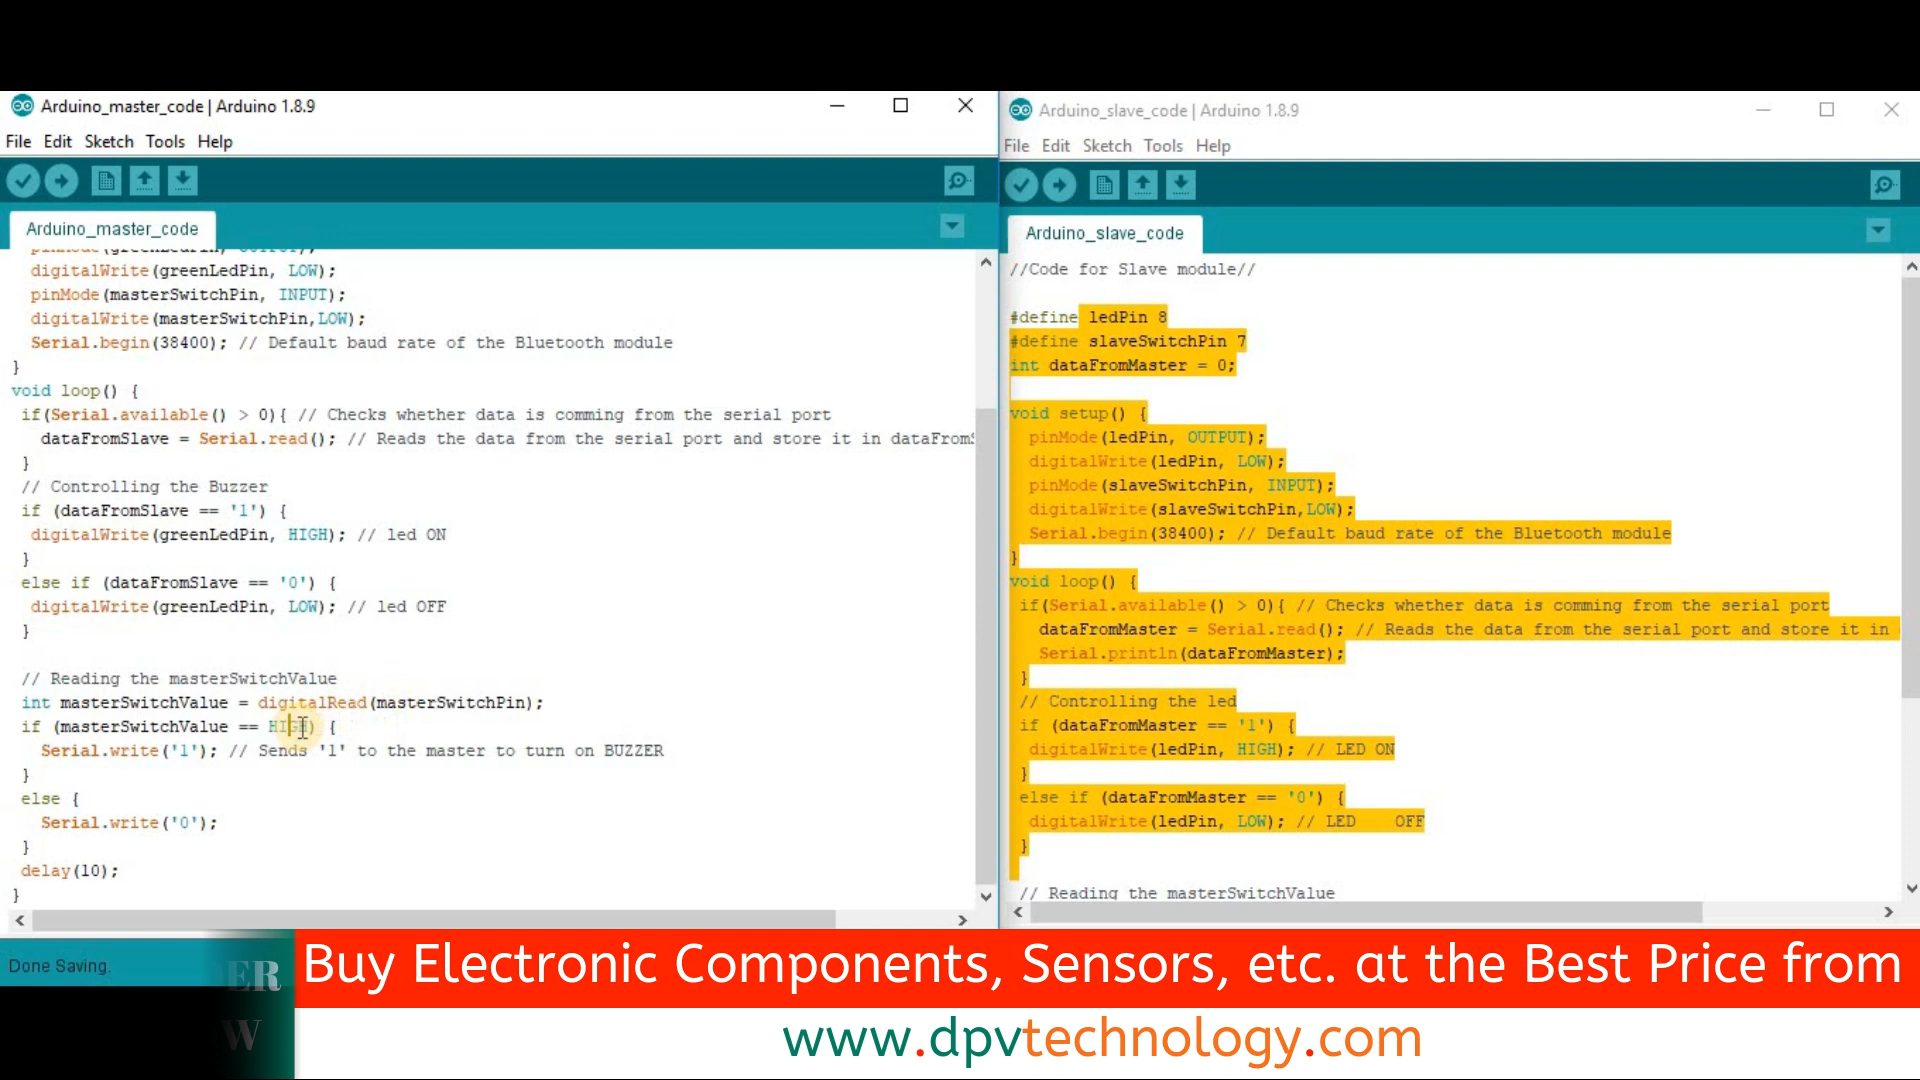 Arduino_master_code | Arduino 1.8.9
File Edit Sketch Tools Help
Arduino_master_code
pinMode(greenLedPin, OUTPUT);
digitalWrite(greenLedPin, LOW);
pinMode(masterSwitchPin, INPUT);
digitalWrite(masterSwitchPin,LOW);
Serial.begin(38400); // Default baud rate of the Bluetooth module
}
void loop() {
if(Serial.available() > 0){ // Checks whether data is comming from the serial port
dataFromSlave = Serial.read(); // Reads the data from the serial port and store it in dataFromS
}
// Controlling the Buzzer
if (dataFromSlave == '1') {
digitalWrite(greenLedPin, HIGH); // led ON
}
else if (dataFromSlave == '0') {
digitalWrite(greenLedPin, LOW); // led OFF
}
// Reading the masterSwitchValue
int masterSwitchValue = digitalRead(masterSwitchPin);
if (masterSwitchValue == HIGH) {
Serial.write('1'); // Sends '1' to the master to turn on BUZZER
}
else {
Serial.write('0');
}
delay(10);
}
Done Saving.
Arduino_slave_code | Arduino 1.8.9
File Edit Sketch Tools Help
Arduino_slave_code
//Code for Slave module//
#define ledPin 8
#define slaveSwitchPin 7
int dataFromMaster = 0;
void setup() {
pinMode(ledPin, OUTPUT);
digitalWrite(ledPin, LOW);
pinMode(slaveSwitchPin, INPUT);
digitalWrite(slaveSwitchPin,LOW);
Serial.begin(38400); // Default baud rate of the Bluetooth module
}
void loop() {
if(Serial.available() > 0){ // Checks whether data is comming from the serial port
dataFromMaster = Serial.read(); // Reads the data from the serial port and store it in
Serial.println(dataFromMaster);
}
// Controlling the led
if (dataFromMaster == '1') {
digitalWrite(ledPin, HIGH); // LED ON
}
else if (dataFromMaster == '0') {
digitalWrite(ledPin, LOW); // LED OFF
}
// Reading the masterSwitchValue
ER
W
Buy Electronic Components, Sensors, etc. at the Best Price from
www.dpvtechnology.com